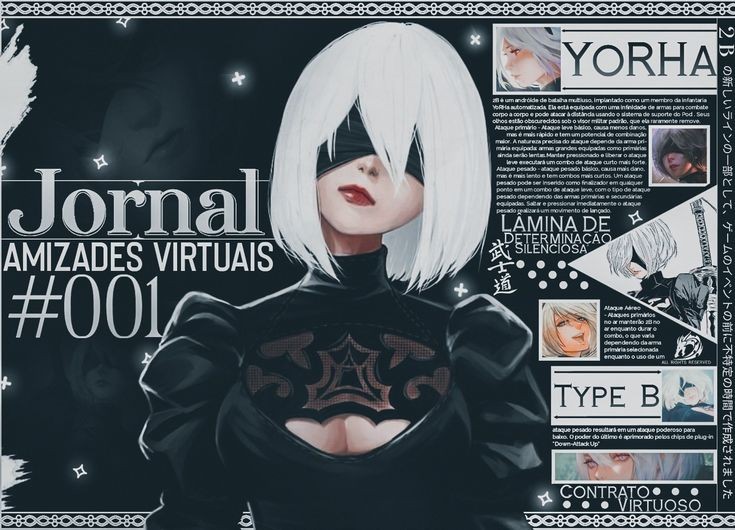 Jornal
AMIZADES VIRTUAIS
#001
YORHA
2B é um andróide de batalha multiuso, implantado como um membro da infantaria
YoRHa automatizada. Ela está equipada com uma infinidade de armas para combate
corpo a corpo e pode atacar à distância usando o sistema de suporte do Pod . Seus
olhos estão obscurecidos sob o visor militar padrão, que ela raramente remove.
Ataque primário - Ataque leve básico, causa menos danos,
mas é mais rápido e tem um potencial de combinação
maior. A natureza precisa do ataque depende da arma pri-
mária equipada: armas grandes equipadas como primárias
ainda serão lentas.Manter pressionado e liberar o ataque
leve executará um combo de ataque curto mais forte.
Ataque pesado - ataque pesado básico, causa mais dano,
mas é mais lento e tem combos mais curtos. Um ataque
pesado pode ser inserido como finalizador em qualquer
ponto em um combo de ataque leve, com o tipo de ataque
pesado dependendo das armas primárias e secundárias
equipadas. Saltar e pressionar imediatamente o ataque
pesado realizará um movimento de lançado.
LÂMINA DE
DETERMINAÇÃO
SILENCIOSA
武士道
Ataque Aéreo
- Ataques primários
no ar manterão 2B no
ar enquanto durar o
combo, o que varia
dependendo da arma
primária selecionada
enquanto o uso de um
ALL RIGHTS RESERVED
TYPE B
ataque pesado resultará em um ataque poderoso para
baixo. O poder do último é aprimorado pelos chips de plug-in
"Down-Attack Up"
CONTRATO
VIRTUOSO
2Bの新しいラインの一部として、ゲームのイベントの前に不特定の時間で作成されました